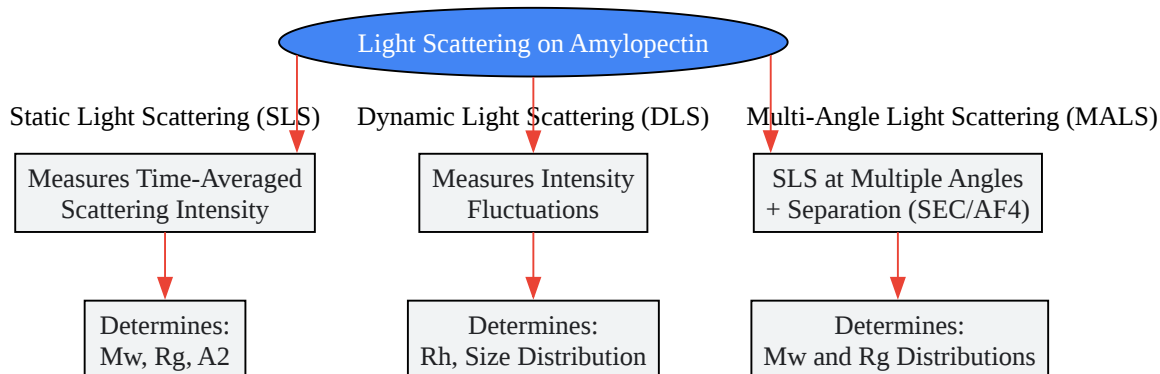 Light Scattering on Amylopectin
Static Light Scattering (SLS)
Dynamic Light Scattering (DLS)
Multi-Angle Light Scattering (MALS)
Measures Time-Averaged
Scattering Intensity
Measures Intensity
Fluctuations
SLS at Multiple Angles
+ Separation (SEC/AF4)
Determines:
Mw, Rg, A2
Determines:
Rh, Size Distribution
Determines:
Mw and Rg Distributions